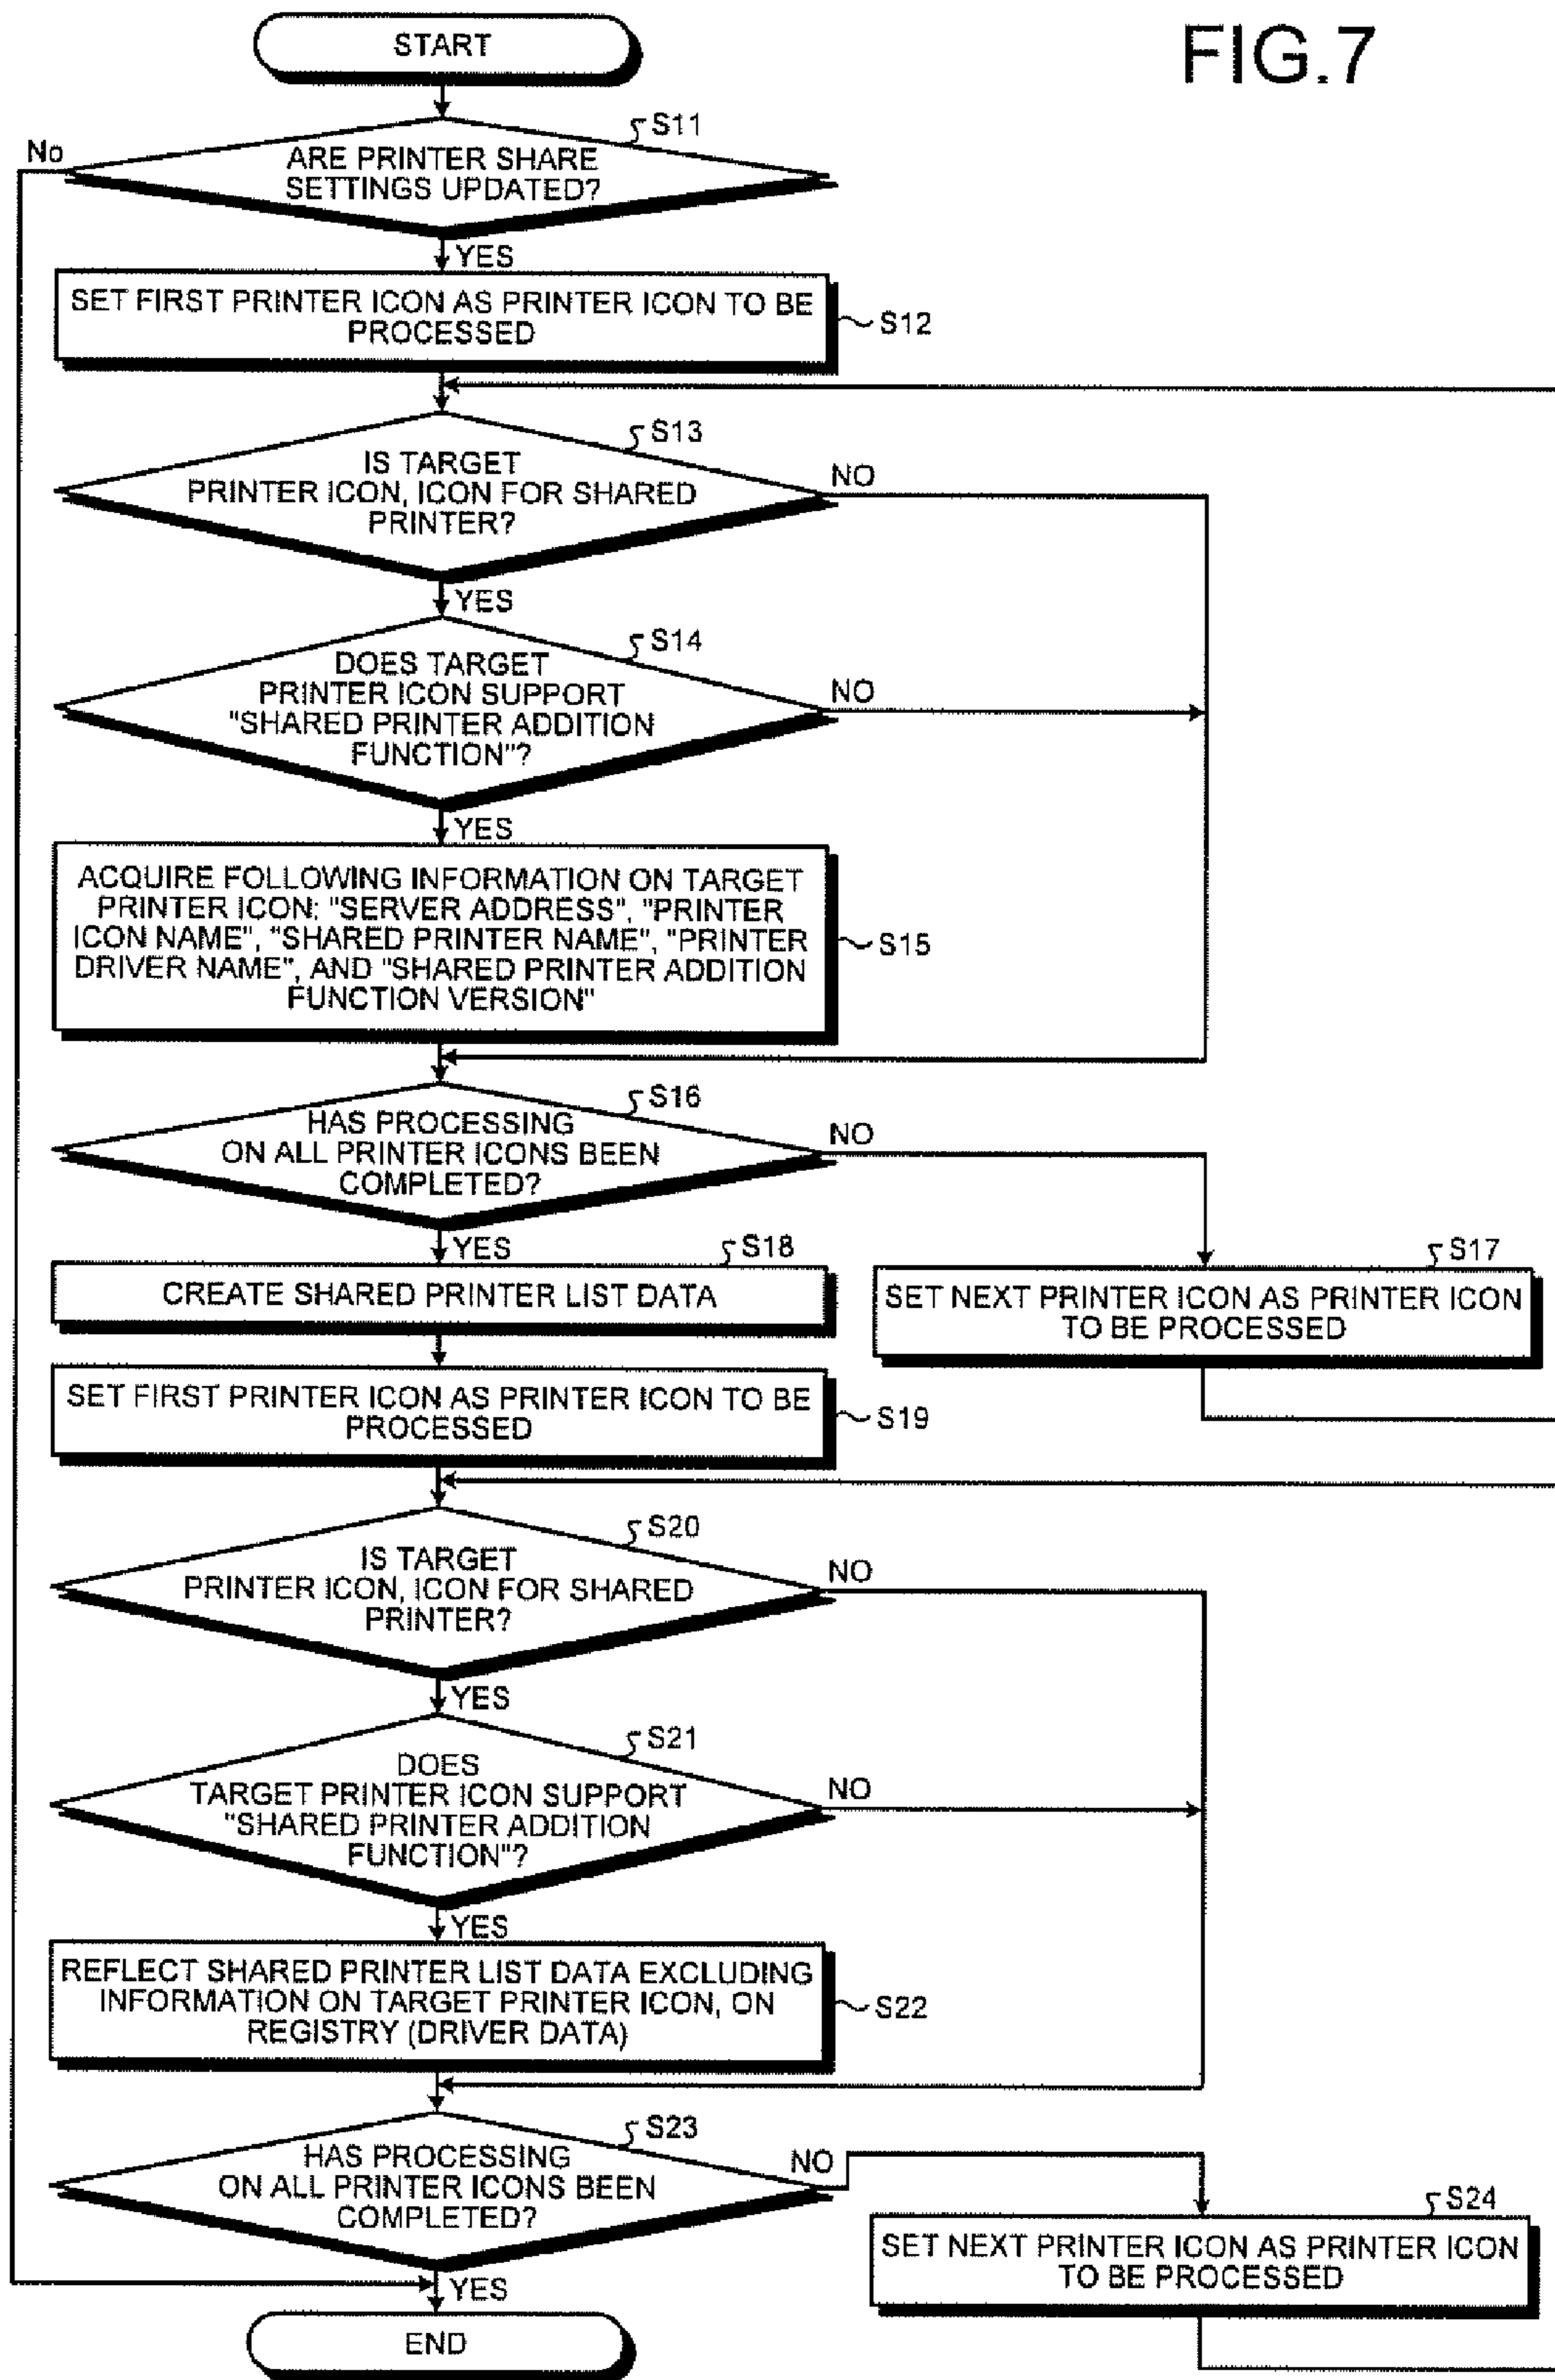 FIG.7
START
S11
No
ARE PRINTER SHARE
SETTINGS UPDATED?
YES
SET FIRST PRINTER ICON AS PRINTER ICON TO BE
PROCESSED
S12
S13
IS TARGET
PRINTER ICON, ICON FOR SHARED
PRINTER?
NO
YES
S14
DOES TARGET
PRINTER ICON SUPPORT
"SHARED PRINTER ADDITION
FUNCTION"?
NO
YES
ACQUIRE FOLLOWING INFORMATION ON TARGET
PRINTER ICON: "SERVER ADDRESS", "PRINTER
ICON NAME", "SHARED PRINTER NAME", "PRINTER
DRIVER NAME", AND "SHARED PRINTER ADDITION
FUNCTION VERSION"
S15
S16
HAS PROCESSING
ON ALL PRINTER ICONS BEEN
COMPLETED?
NO
YES
S18
CREATE SHARED PRINTER LIST DATA
S17
SET NEXT PRINTER ICON AS PRINTER ICON
TO BE PROCESSED
SET FIRST PRINTER ICON AS PRINTER ICON TO BE
PROCESSED
S19
S20
IS TARGET
PRINTER ICON, ICON FOR SHARED
PRINTER?
NO
YES
S21
DOES
TARGET PRINTER ICON SUPPORT
"SHARED PRINTER ADDITION
FUNCTION"?
NO
YES
REFLECT SHARED PRINTER LIST DATA EXCLUDING
INFORMATION ON TARGET PRINTER ICON, ON
REGISTRY (DRIVER DATA)
S22
S23
HAS PROCESSING
ON ALL PRINTER ICONS BEEN
COMPLETED?
NO
YES
S24
SET NEXT PRINTER ICON AS PRINTER ICON
TO BE PROCESSED
END